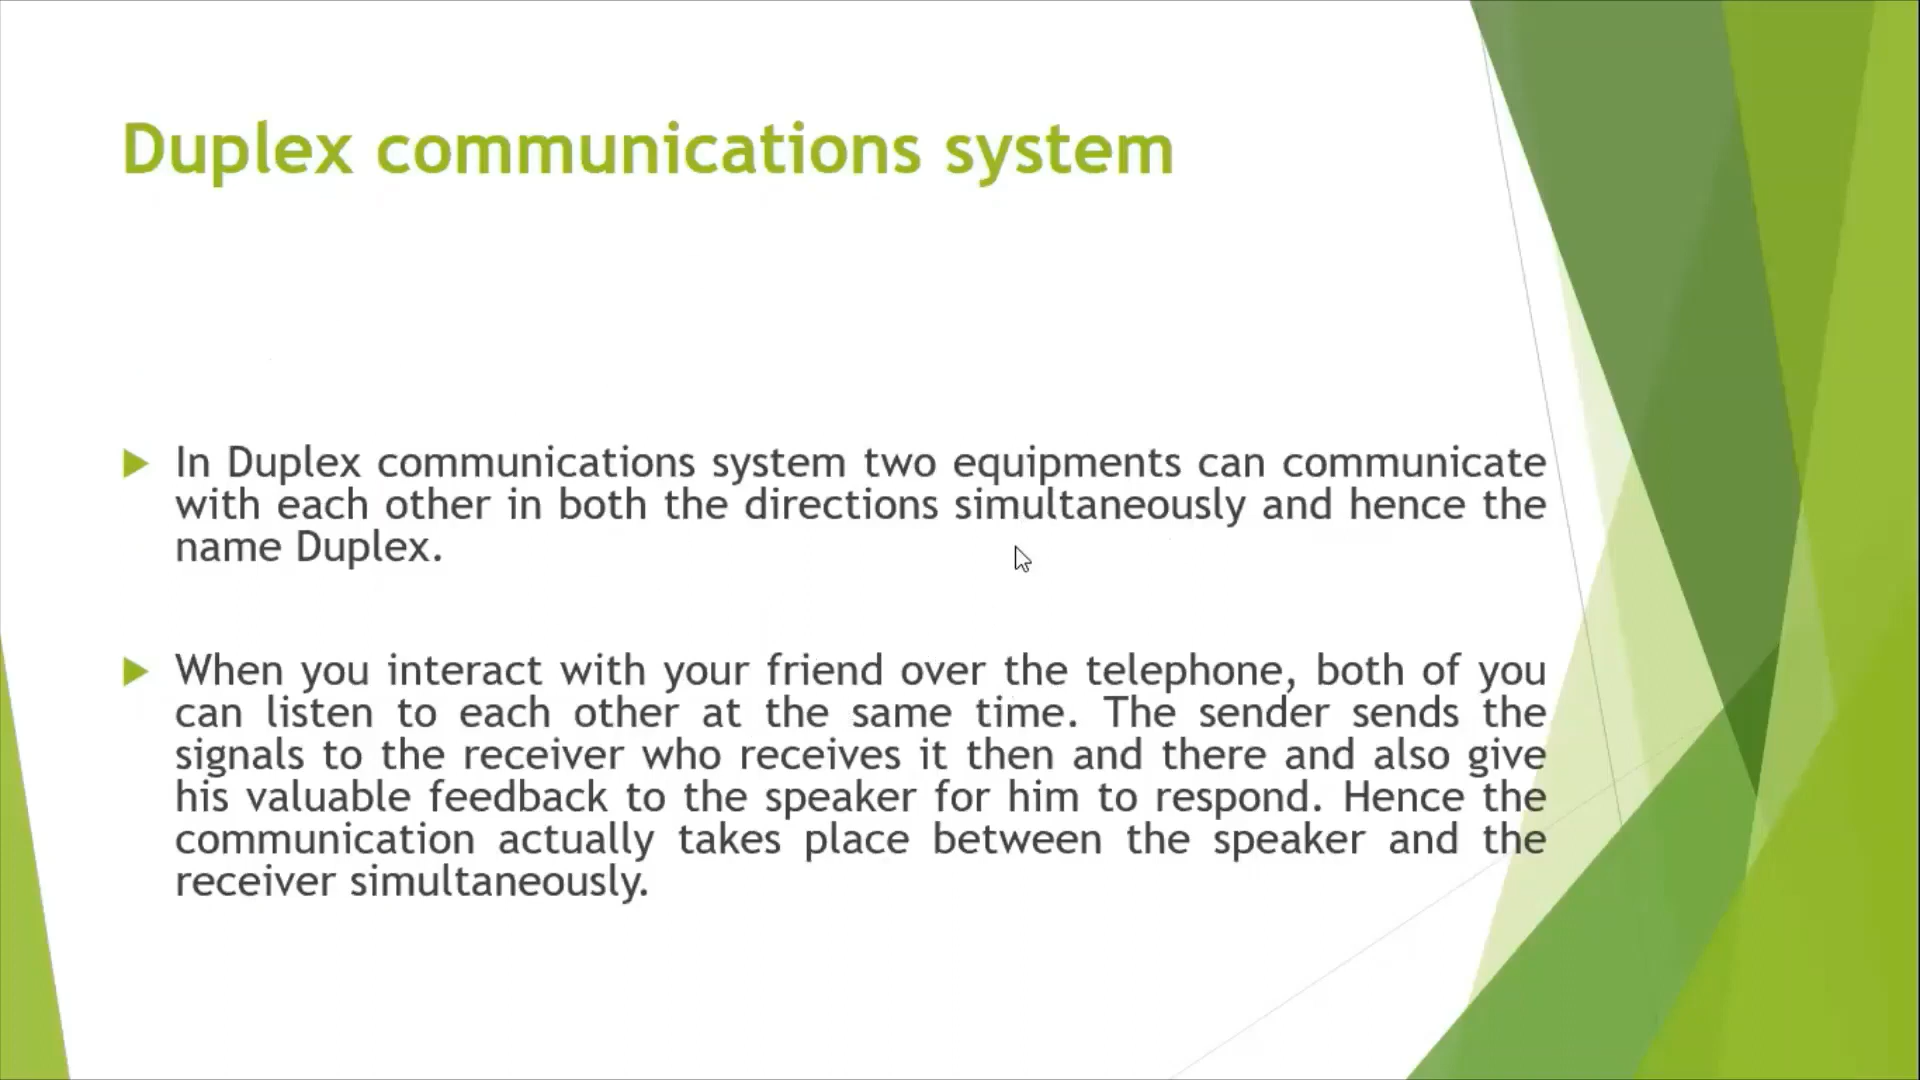 Duplex communications system
In Duplex communications system two equipments can communicate
with each other in both the directions simultaneously and hence the
name Duplex.
When you interact with your friend over the telephone, both of you
can listen to each other at the same time. The sender sends the
signals to the receiver who receives it then and there and also give
his valuable feedback to the speaker for him to respond. Hence the
communication actually takes place between the speaker and the
receiver simultaneously.